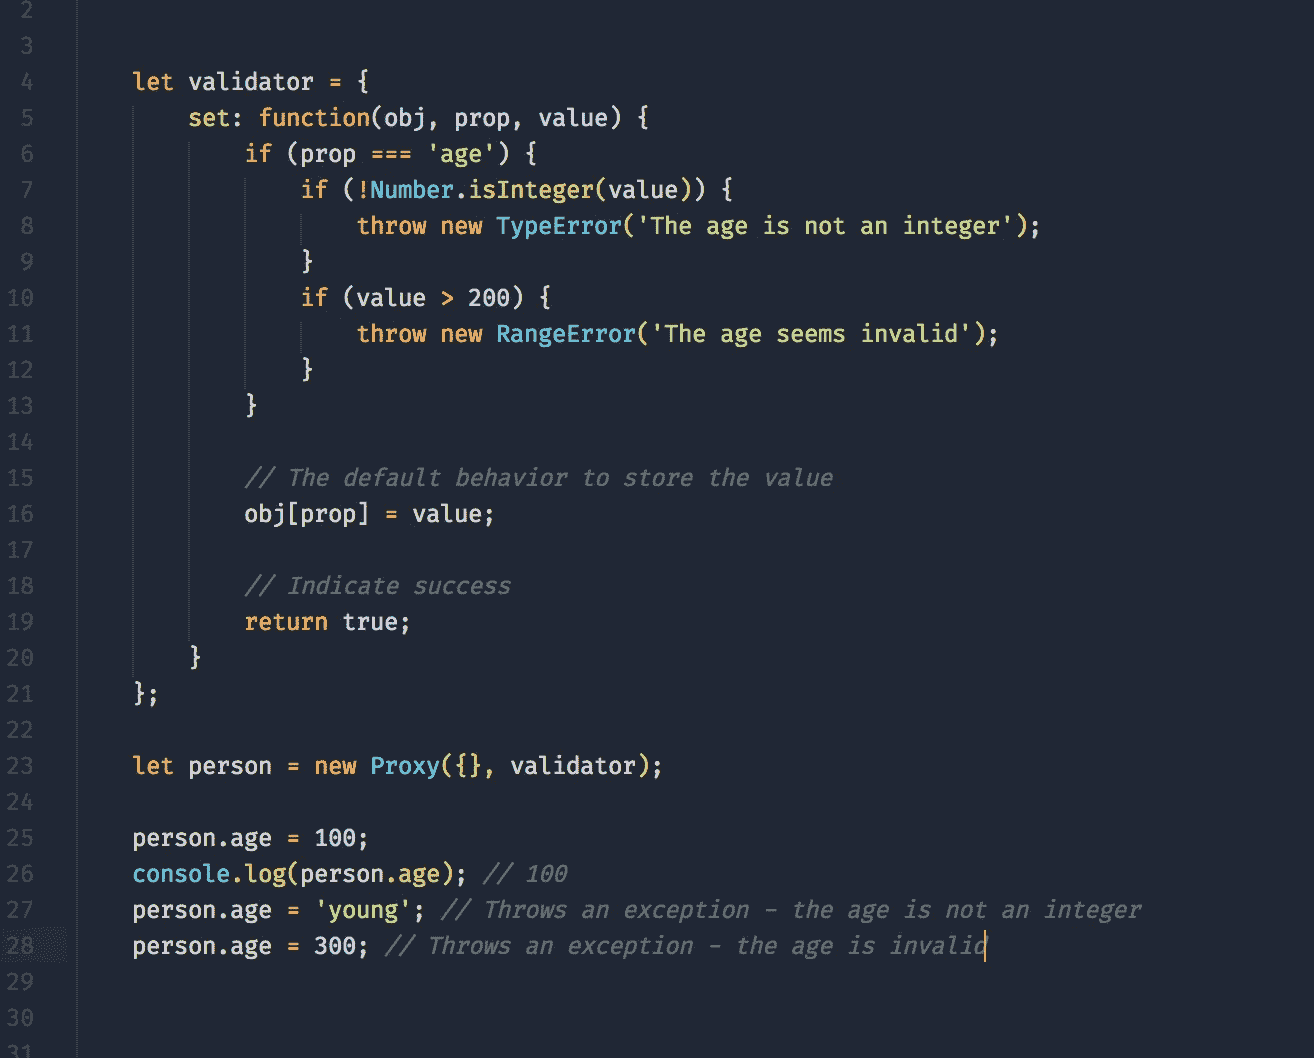 2
3
4 let validator = {
5 set: function(obj, prop, value) {
6 if (prop === 'age') {
7 if (!Number.isInteger(value)) {
8 throw new TypeError('The age is not an integer');
9 }
10 if (value > 200) {
11 throw new RangeError('The age seems invalid');
12 }
13 }
14
15 // The default behavior to store the value
16 obj[prop] = value;
17
18 // Indicate success
19 return true;
20 }
21 };
22
23 let person = new Proxy({}, validator);
24
25 person.age = 100;
26 console.log(person.age); // 100
27 person.age = 'young'; // Throws an exception - the age is not an integer
28 person.age = 300; // Throws an exception - the age is invalid
29
30
31